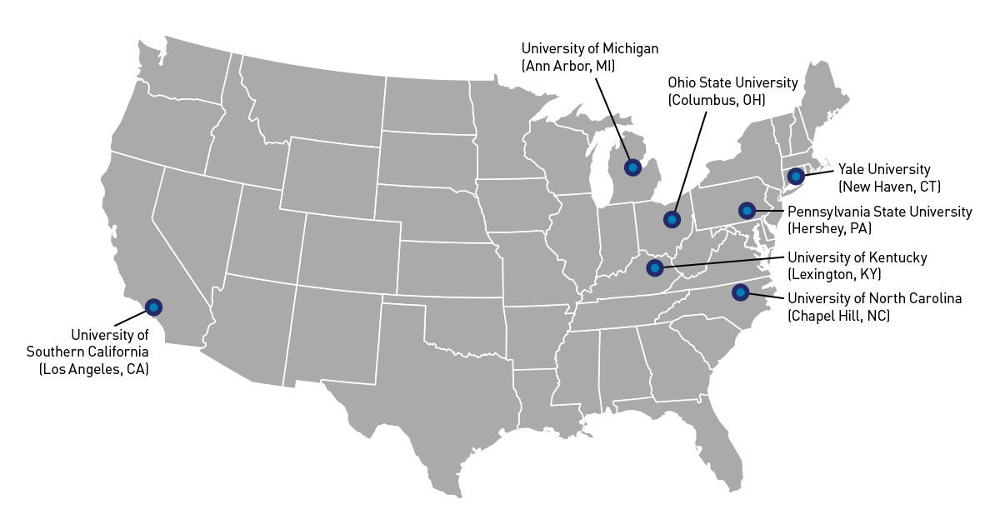 University of Michigan
(Ann Arbor, MI)
Ohio State University
(Columbus, OH)
Yale University
(New Haven, CT)
Pennsylvania State University
(Hershey, PA)
University of Kentucky
(Lexington, KY)
University of North Carolina
(Chapel Hill, NC)
University of
Southern California
(Los Angeles, CA)